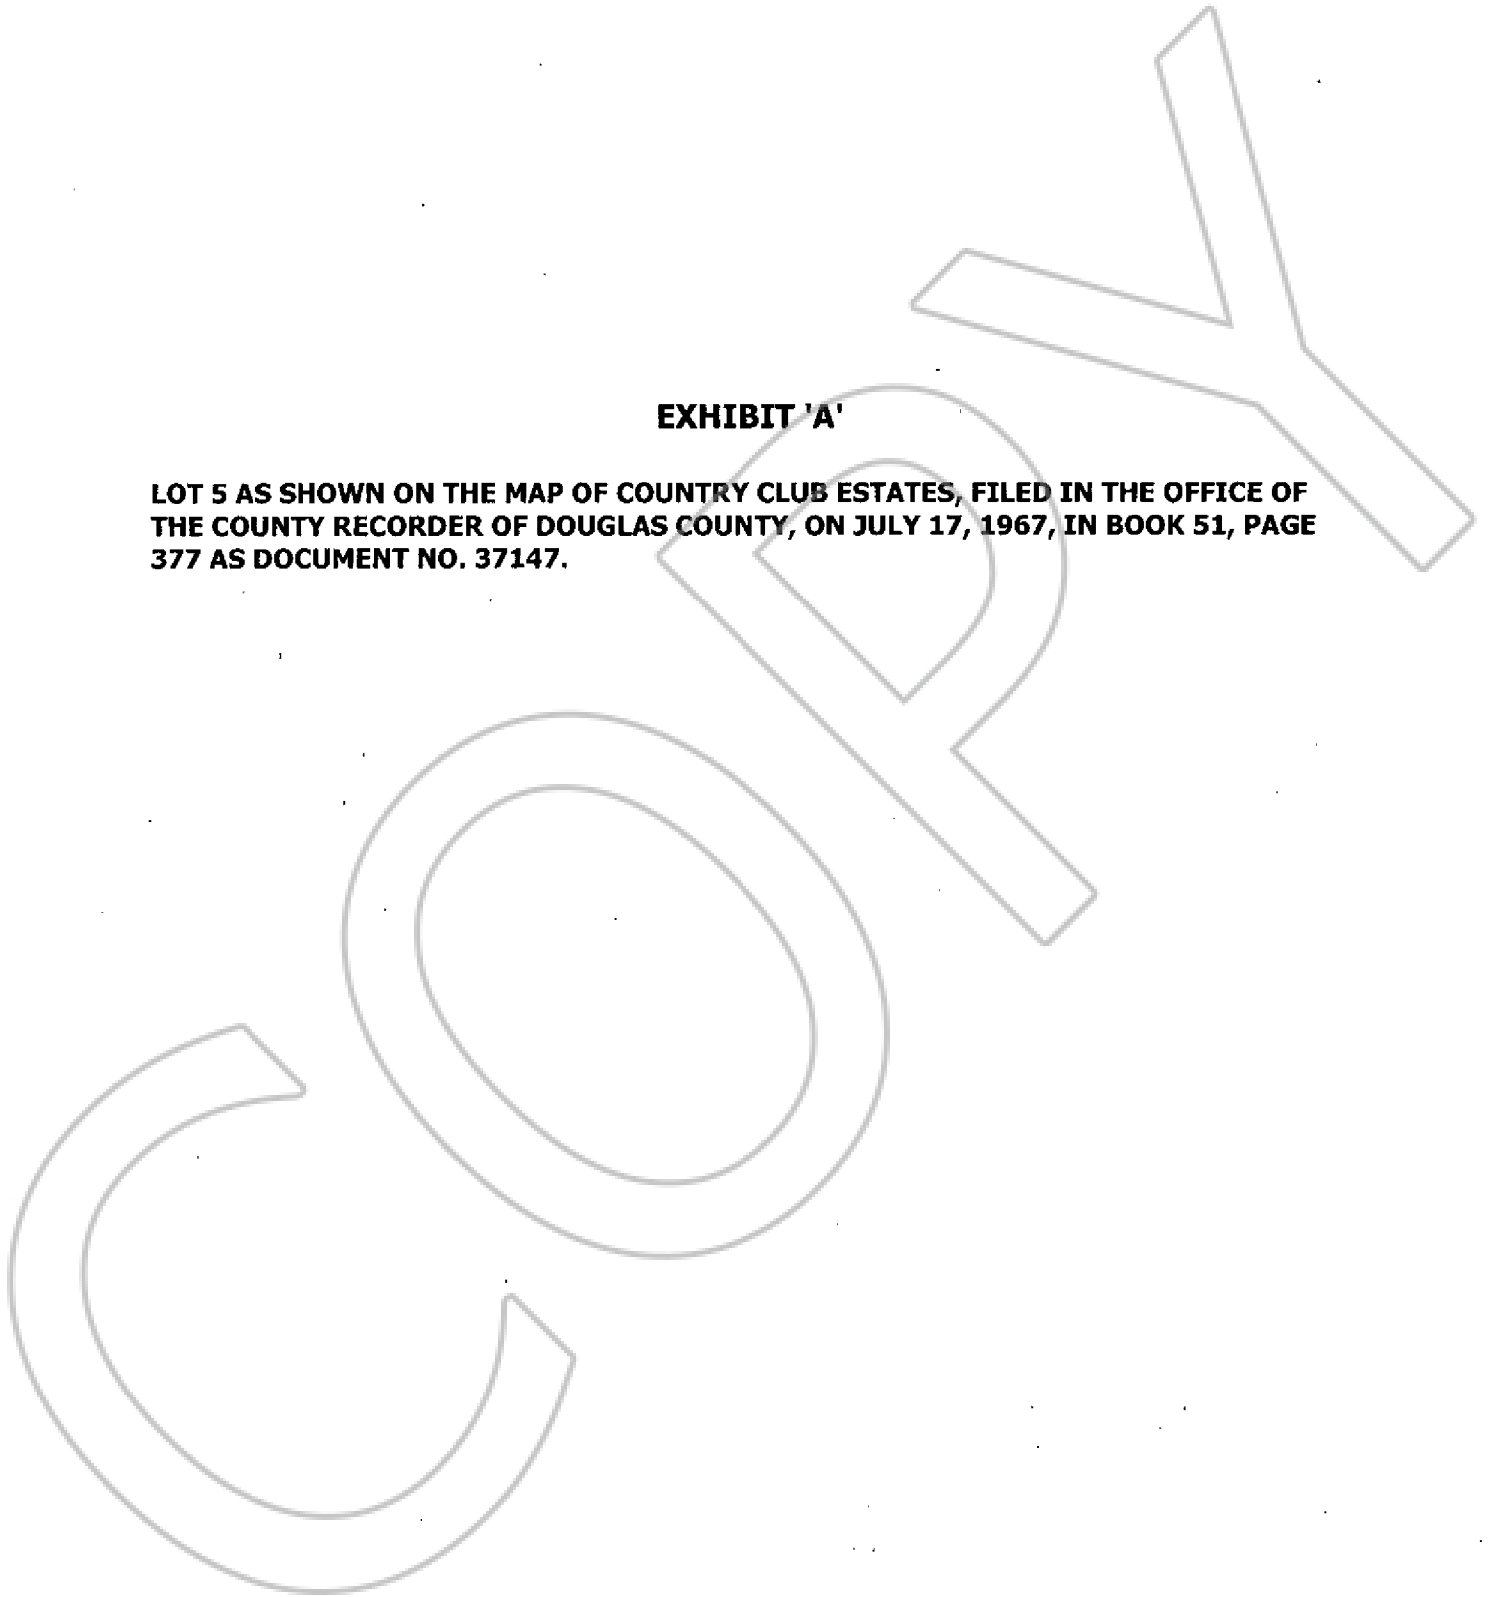 EXHIBIT 'A'
LOT 5 AS SHOWN ON THE MAP OF COUNTRY CLUB ESTATES, FILED IN THE OFFICE OF
THE COUNTY RECORDER OF DOUGLAS COUNTY, ON JULY 17, 1967, IN BOOK 51, PAGE
377 AS DOCUMENT NO. 37147.
COPY